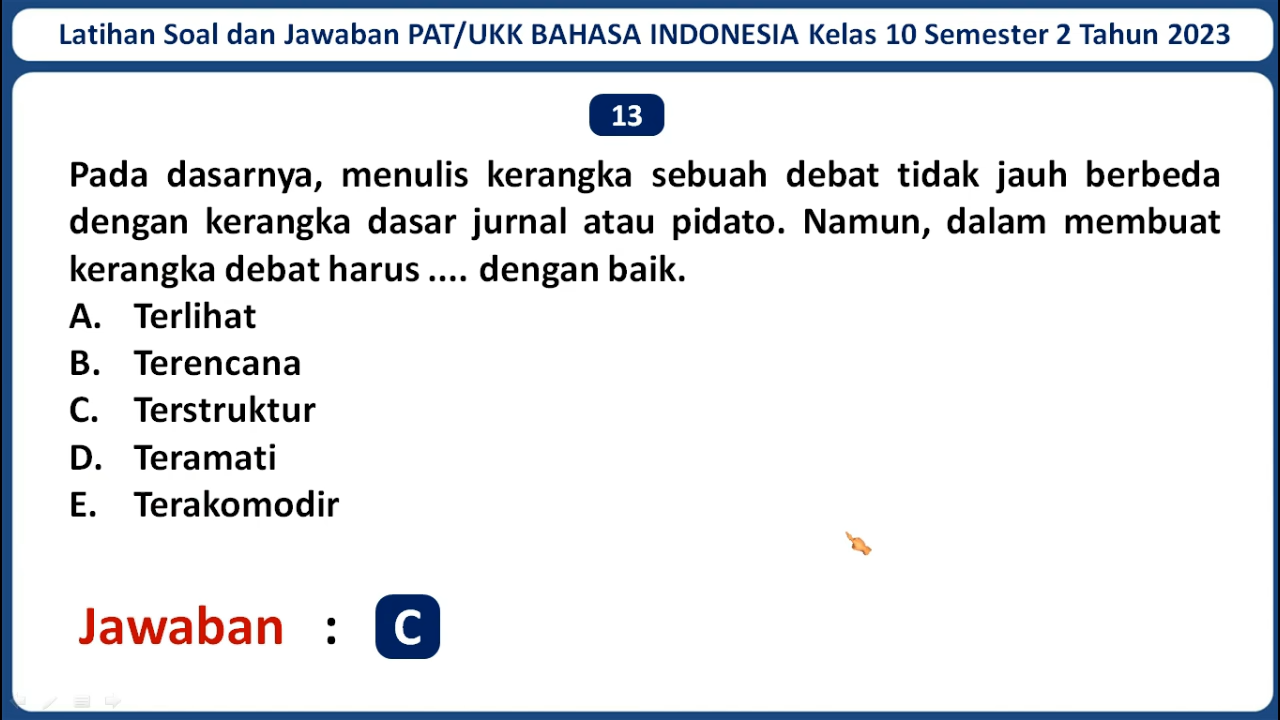 Latihan Soal dan Jawaban PAT/UKK BAHASA INDONESIA Kelas 10 Semester 2 Tahun 2023
13
Pada dasarnya, menulis kerangka sebuah debat tidak jauh berbeda
dengan kerangka dasar jurnal atau pidato. Namun, dalam membuat
kerangka debat harus .... dengan baik.
A. Terlihat
B. Terencana
C. Terstruktur
D. Teramati
E. Terakomodir
Jawaban : C